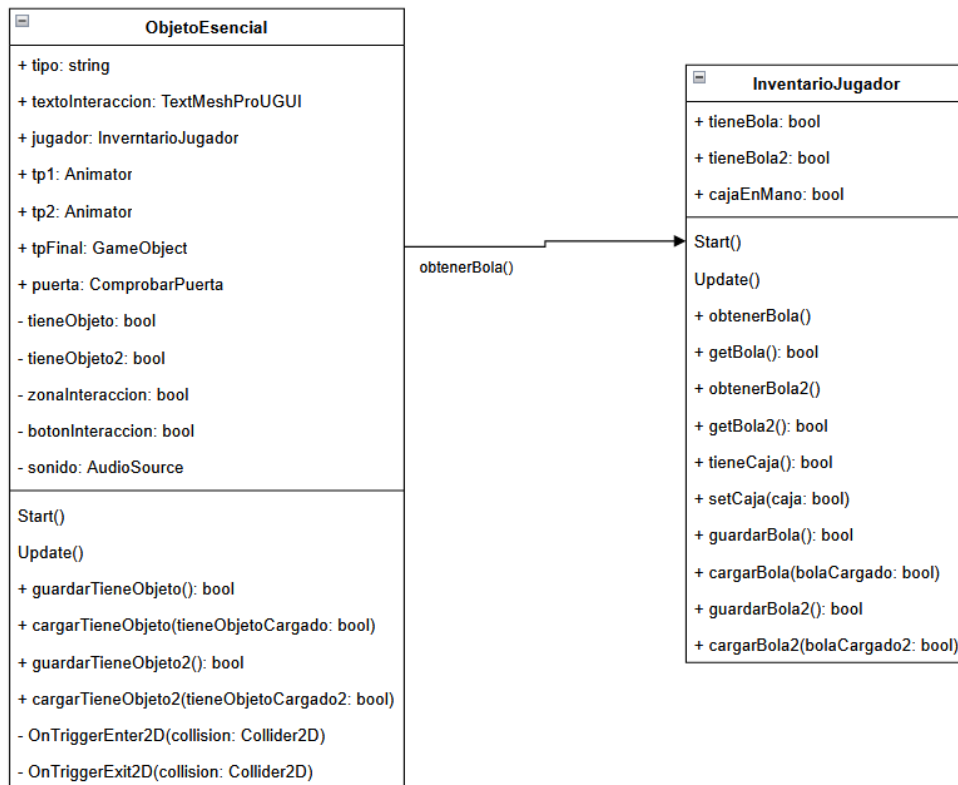 ObjetoEsencial
+ tipo: string
+ textoInteraccion: TextMeshProUGUI
+ jugador: InverntarioJugador
+ tp1: Animator
+ tp2: Animator
+ tpFinal: GameObject
+ puerta: ComprobarPuerta
- tieneObjeto: bool
- tieneObjeto2: bool
- zonaInteraccion: bool
- botonInteraccion: bool
- sonido: AudioSource
Start()
Update()
+ guardarTieneObjeto(): bool
+ cargarTieneObjeto(tieneObjetoCargado: bool)
+ guardarTieneObjeto2(): bool
+ cargarTieneObjeto2(tieneObjetoCargado2: bool)
- OnTriggerEnter2D(collision: Collider2D)
- OnTriggerExit2D(collision: Collider2D)
obtenerBola()
InventarioJugador
+ tieneBola: bool
+ tieneBola2: bool
+ cajaEnMano: bool
Start()
Update()
+ obtenerBola()
+ getBola(): bool
+ obtenerBola2()
+ getBola2(): bool
+ tieneCaja(): bool
+ setCaja(caja: bool)
+ guardarBola(): bool
+ cargarBola(bolaCargado: bool)
+ guardarBola2(): bool
+ cargarBola2(bolaCargado2: bool)